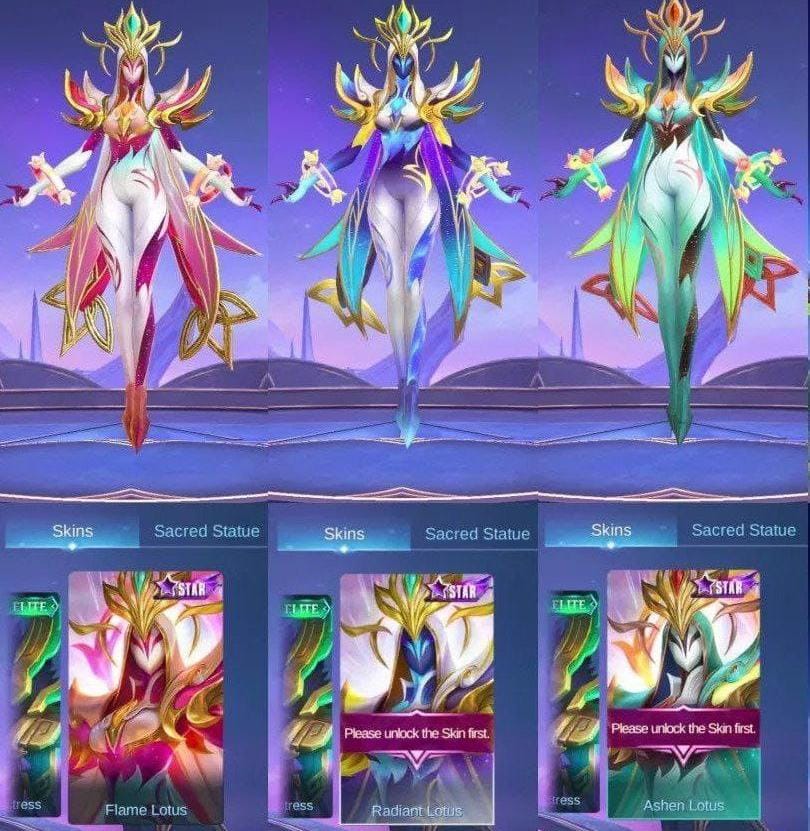 Skins
Sacred Statue
Skins
Sacred Statue
Skins
Sacred Statue
ELITE
STAR
ELITE
STAR
ELITE
STAR
Please unlock the Skin first.
Please unlock the Skin first.
tress
Flame Lotus
tress
Radiant Lotus
tress
Ashen Lotus